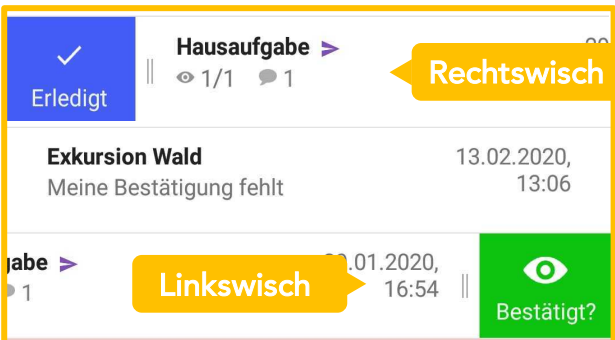 Erledigt
Hausaufgabe
1/1 1
Rechtswisch
Exkursion Wald
Meine Bestätigung fehlt
13.02.2020,
13:06
1
Linkswisch
.01.2020,
16:54
Bestätigt?